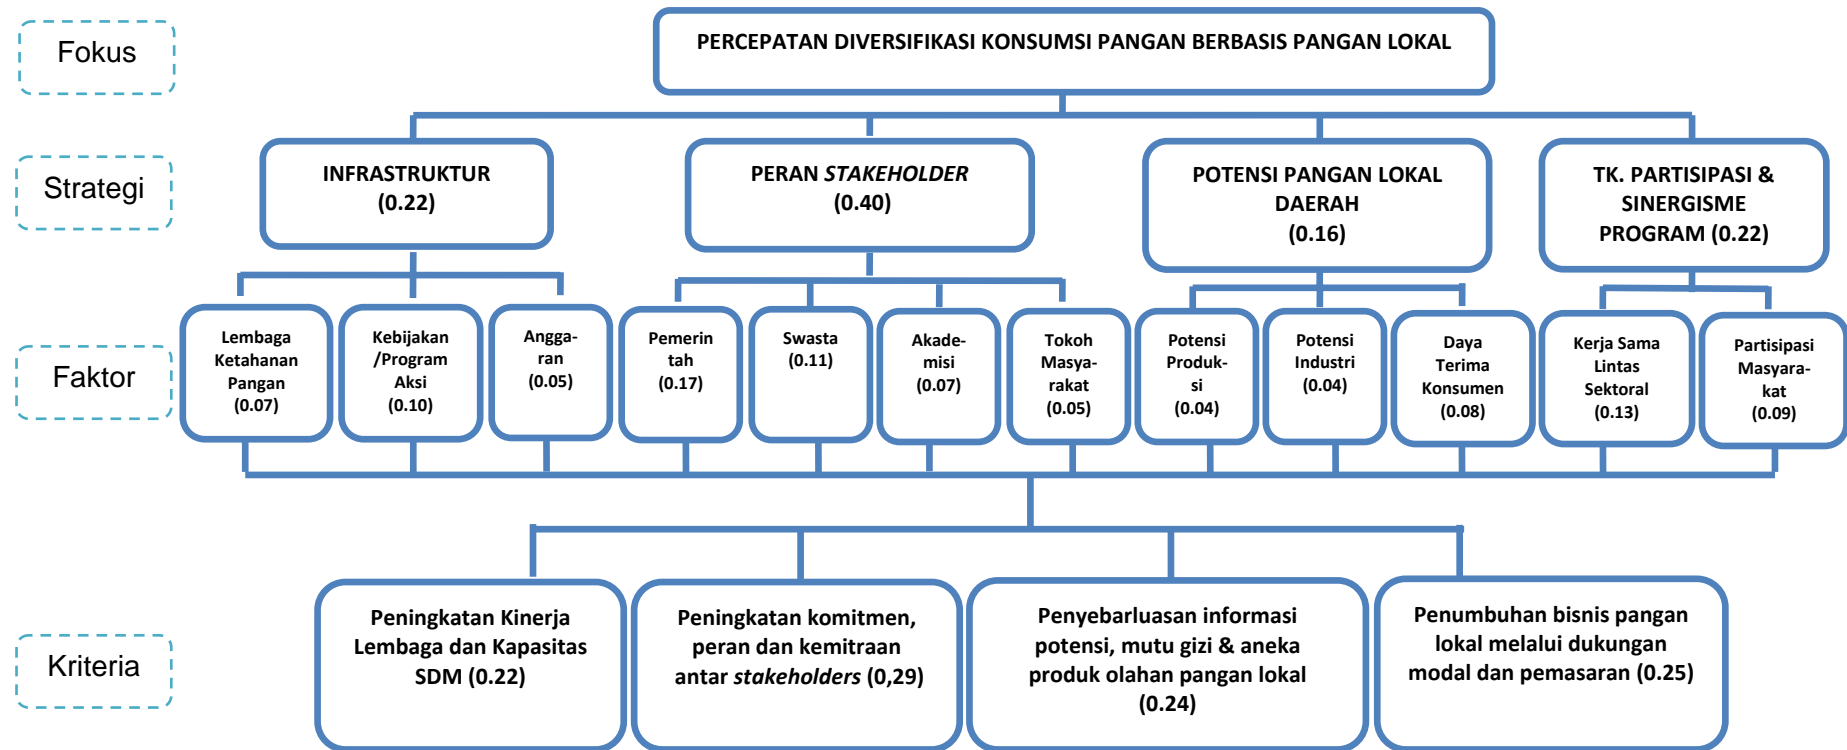 Fokus
PERCEPATAN DIVERSIFIKASI KONSUMSI PANGAN BERBASIS PANGAN LOKAL
Strategi
INFRASTRUKTUR
(0.22)
PERAN STAKEHOLDER
(0.40)
POTENSI PANGAN LOKAL
DAERAH
(0.16)
TK. PARTISIPASI &
SINERGISME
PROGRAM (0.22)
Faktor
Lembaga
Ketahanan
Pangan
(0.07)
Kebijakan
/Program
Aksi
(0.10)
Angga-
ran
(0.05)
Pemerin
tah
(0.17)
Swasta
(0.11)
Akade-
misi
(0.07)
Tokoh
Masya-
rakat
(0.05)
Potensi
Produk-
si
(0.04)
Potensi
Industri
(0.04)
Daya
Terima
Konsumen
(0.08)
Kerja Sama
Lintas
Sektoral
(0.13)
Partisipasi
Masyara-
kat
(0.09)
Kriteria
Peningkatan Kinerja
Lembaga dan Kapasitas
SDM (0.22)
Peningkatan komitmen,
peran dan kemitraan
antar stakeholders (0,29)
Penyebarluasan informasi
potensi, mutu gizi & aneka
produk olahan pangan lokal
(0.24)
Penumbuhan bisnis pangan
lokal melalui dukungan
modal dan pemasaran (0.25)